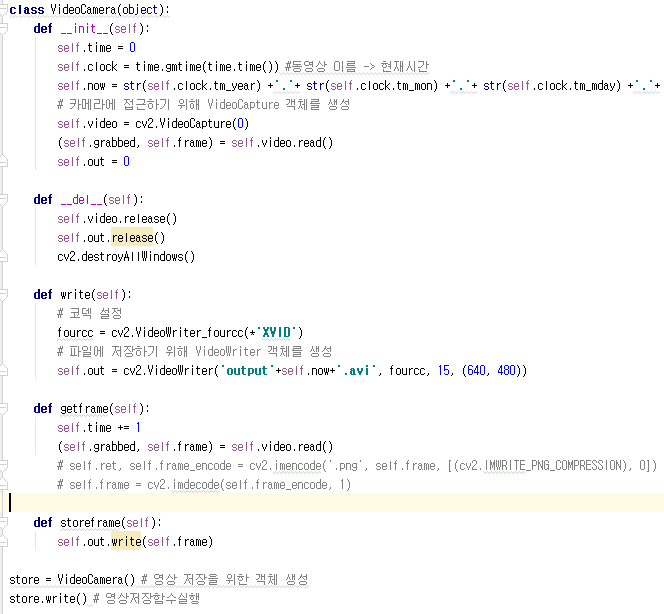 class VideoCamera(object):
    def __init__(self):
        self.time = 0
        self.clock = time.gmtime(time.time()) #동영상 이름 -> 현재시간
        self.now = str(self.clock.tm_year) +'.'+ str(self.clock.tm_mon) +'.'+ str(self.clock.tm_mday) +'.'+
        # 카메라에 접근하기 위해 VideoCapture 객체를 생성
        self.video = cv2.VideoCapture(0)
        (self.grabbed, self.frame) = self.video.read()
        self.out = 0
    def __del__(self):
        self.video.release()
        self.out.release()
        cv2.destroyAllWindows()
    def write(self):
        # 코덱 설정
        fourcc = cv2.VideoWriter_fourcc(*'XVID')
        # 파일에 저장하기 위해 VideoWriter 객체를 생성
        self.out = cv2.VideoWriter('output'+self.now+'.avi', fourcc, 15, (640, 480))
    def getframe(self):
        self.time += 1
        (self.grabbed, self.frame) = self.video.read()
        # self.ret, self.frame_encode = cv2.imencode('.png', self.frame, [(cv2.IMWRITE_PNG_COMPRESSION), 0])
        # self.frame = cv2.imdecode(self.frame_encode, 1)
    def storeframe(self):
        self.out.write(self.frame)
store = VideoCamera() # 영상 저장을 위한 객체 생성
store.write() # 영상저장함수실행